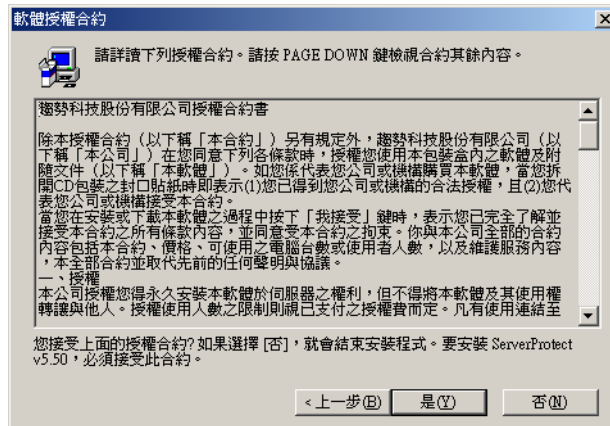 軟體授權合約
請詳讀下列授權合約。請按 PAGE DOWN 鍵檢視合約其餘內容。
趨勢科技股份有限公司授權合約書
除本授權合約（以下稱「本合約」）另有規定外，趨勢科技股份有限公司（以
下稱「本公司」）在您同意下列各條款時，授權您使用本包裝盒內之軟體及附
隨文件（以下稱「本軟體」）。如您係代表您公司或機構購買本軟體，當您拆
開CD包裝之封口貼紙時即表示(1)您已得到您公司或機構的合法授權，且(2)您代
表您公司或機構接受本合約。
當您在安裝或下載本軟體之過程中按下「我接受」鍵時，表示您已完全了解並
接受本合約之所有條款內容，並同意受本合約之拘束。你與本公司全部的合約
內容包括本合約、價格、可使用之電腦台數或使用者人數，以及維護服務內容
，本全部合約並取代先前的任何聲明與協議。
一、授權
本公司授權您得永久安裝本軟體於伺服器之權利，但不得將本軟體及其使用權
轉讓與他人。授權使用人數之限制則視已支付之授權費而定。凡有使用連結至
您接受上面的授權合約? 如果選擇 [否]，就會結束安裝程式。要安裝 ServerProtect
v5.50，必須接受此合約。
<上一步(B)
是(Y)
否(N)